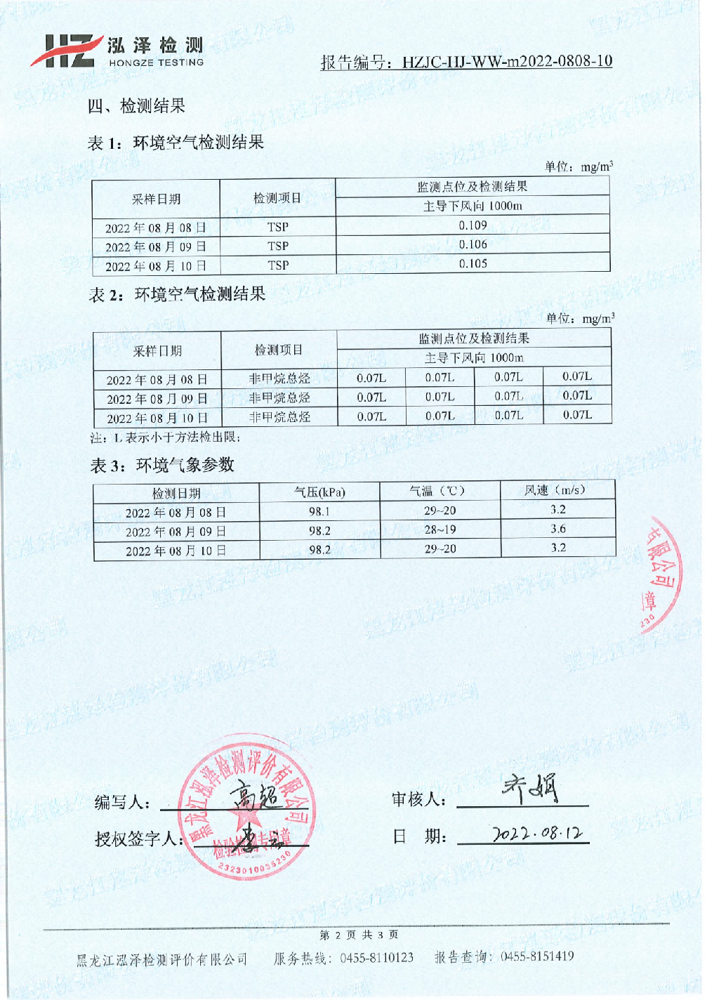 HZ 泓泽检测
HONGZE TESTING
报告编号：HZJC-HJ-WW-m2022-0808-10
四、检测结果
表 1：环境空气检测结果
单位：mg/m³
采样日期 检测项目 监测点位及检测结果
主导下风向 1000m
2022 年 08 月 08 日 TSP 0.109
2022 年 08 月 09 日 TSP 0.106
2022 年 08 月 10 日 TSP 0.105
表 2：环境空气检测结果
单位：mg/m³
采样日期 检测项目 监测点位及检测结果
主导下风向 1000m
2022 年 08 月 08 日 非甲烷总烃 0.07L 0.07L 0.07L 0.07L
2022 年 08 月 09 日 非甲烷总烃 0.07L 0.07L 0.07L 0.07L
2022 年 08 月 10 日 非甲烷总烃 0.07L 0.07L 0.07L 0.07L
注：L 表示小于方法检出限；
表 3：环境气象参数
检测日期 气压(kPa) 气温（℃） 风速（m/s）
2022 年 08 月 08 日 98.1 29~20 3.2
2022 年 08 月 09 日 98.2 28~19 3.6
2022 年 08 月 10 日 98.2 29~20 3.2
有限公司
章
230
黑龙江泓泽检测评价有限公司
编写人：高超 审核人：齐娟
授权签字人： 日 期：2022.08.12
检验检测专用章
2323010035230
第 2 页 共 3 页
黑龙江泓泽检测评价有限公司 服务热线：0455-8110123 报告查询：0455-8151419